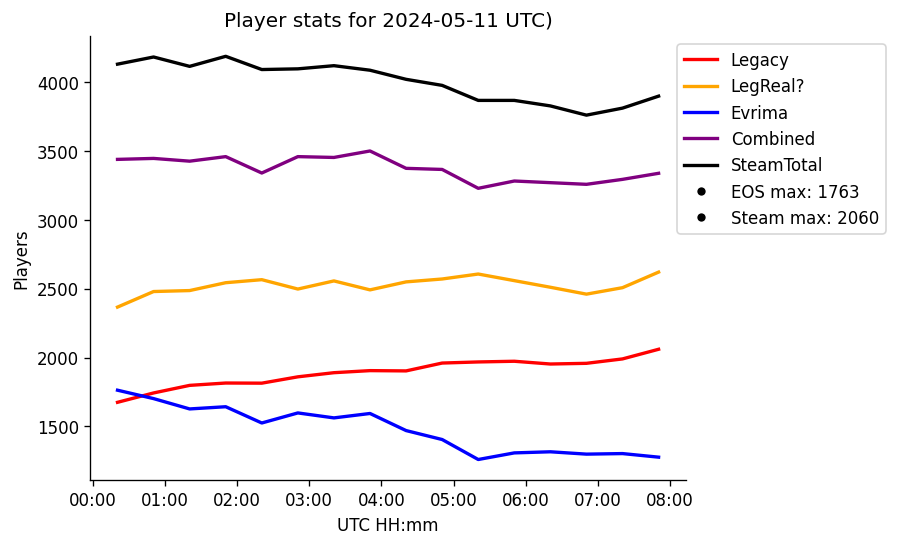 Player stats for 2024-05-11 UTC)
Legacy
LegReal?
Evrima
Combined
SteamTotal
EOS max: 1763
Steam max: 2060
Players
4000
3500
3000
2500
2000
1500
00:00 01:00 02:00 03:00 04:00 05:00 06:00 07:00 08:00
UTC HH:mm